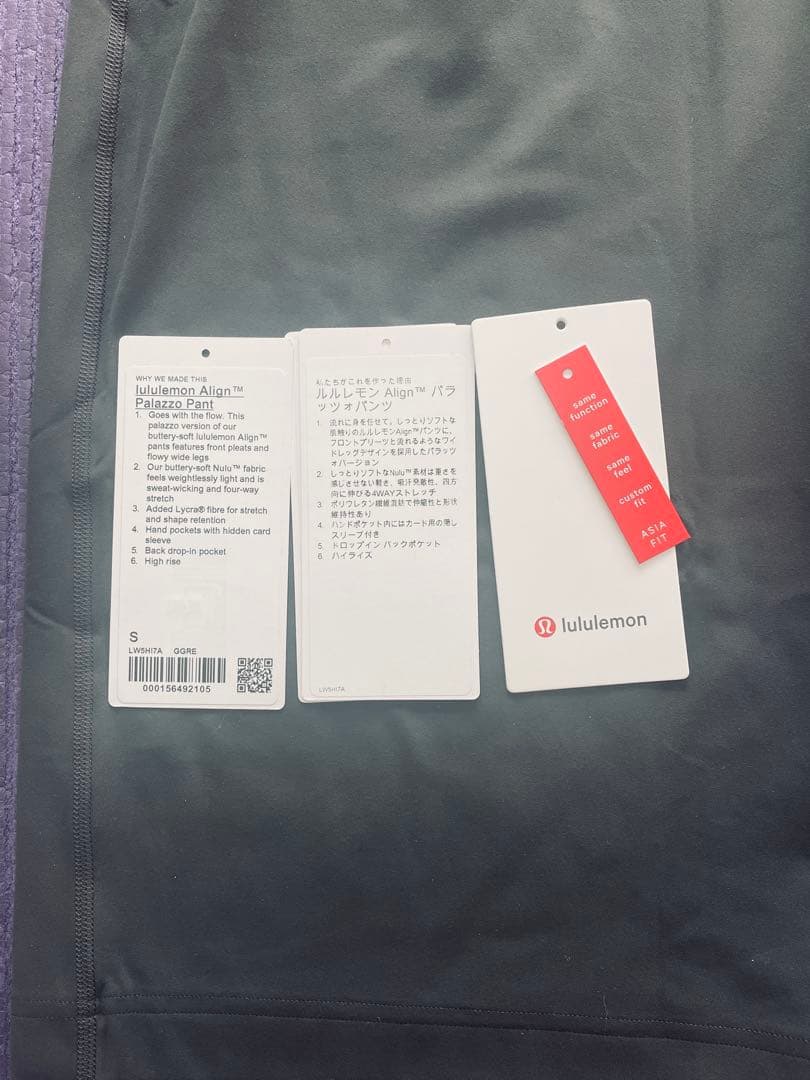 WHY WE MADE THIS
lululemon Align™
Palazzo Pant
1. Goes with the flow. This
palazzo version of our
buttery-soft lululemon Align™
pants features front pleats and
flowy wide legs
2. Our buttery-soft Nulu™ fabric
feels weightlessly light and is
sweat-wicking and four-way
stretch
3. Added Lycra® fibre for stretch
and shape retention
4. Hand pockets with hidden card
sleeve
5. Back drop-in pocket
6. High rise
S
LW5HI7A GGRE
000156492105
私たちがこれを作った理由
ルルレモン Align™ パラ
ッツォパンツ
1. 流れに身を任せて。しっとりソフトな
肌触りのルルレモンAlign™パンツに、
フロントプリーツと流れるようなワイ
ドレッグデザインを採用したパラッツ
ォバージョン
2. しっとりソフトなNulu™素材は重さを
感じさせない軽さ、吸汗発散性、四方
向に伸びる4WAYストレッチ
3. ポリウレタン繊維混紡で伸縮性と形状
維持性あり
4. ハンドポケット内にはカード用の隠し
スリーブ付き
5. ドロップイン バックポケット
6. ハイライズ
LW5HI7A
same
function
same
fabric
same
feel
custom
fit
ASIA
FIT
lululemon